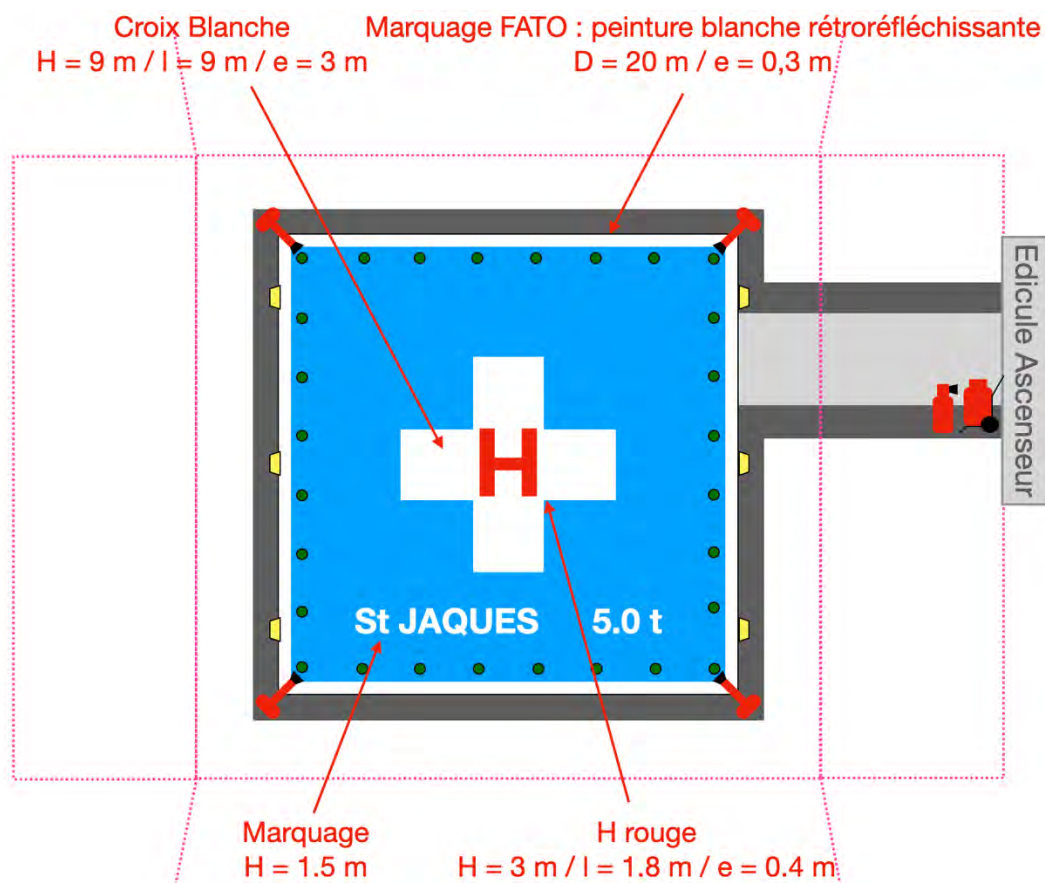 Croix Blanche
H = 9 m / l = 9 m / e = 3 m
Marquage FATO : peinture blanche rétroréfléchissante
D = 20 m / e = 0,3 m
Edicule Ascenseur
H
St JAQUES 5.0 t
Marquage
H = 1.5 m
H rouge
H = 3 m / l = 1.8 m / e = 0.4 m